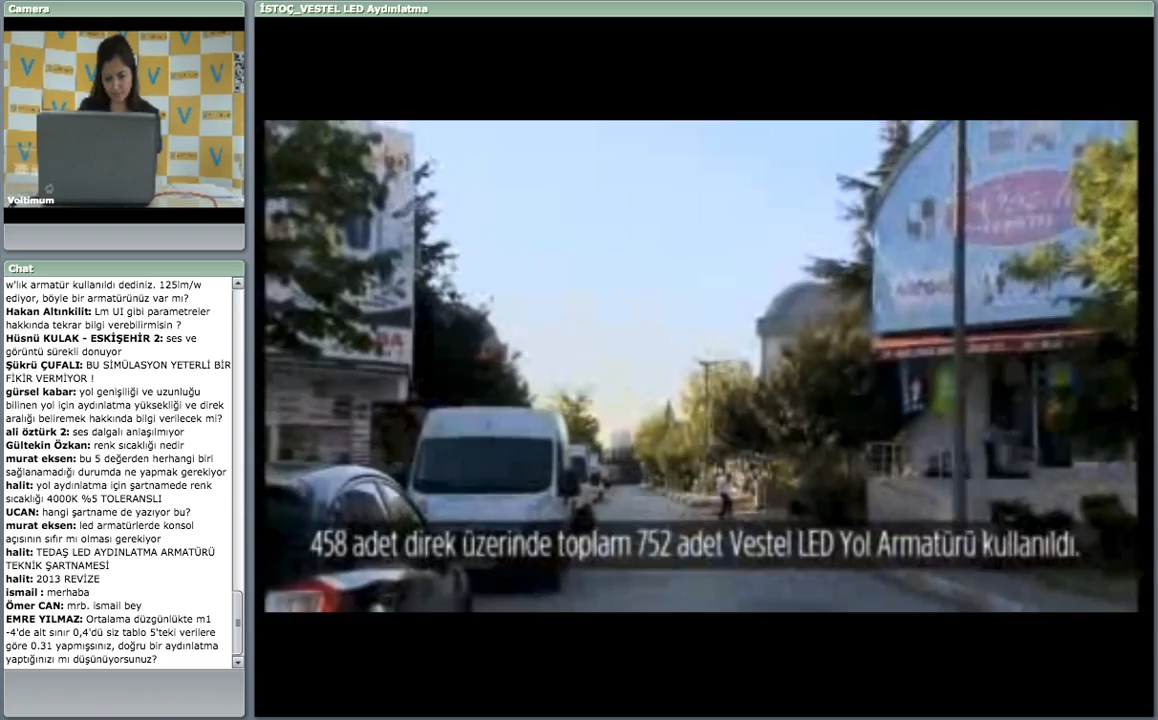 Camera
İSTOÇ_VESTEL LED Aydınlatma
Voltimum
Chat
w'lık armatür kullanıldı dediniz. 125lm/w
ediyor, böyle bir armatürünüz var mı?
Hakan Altınkilit: Lm UI gibi parametreler
hakkında tekrar bilgi verebilirmisin ?
Hüsnü KULAK - ESKİŞEHİR 2: ses ve
görüntü sürekli donuyor
Şükrü ÇUFALI: BU SİMÜLASYON YETERLİ BİR
FİKİR VERMİYOR !
gürsel kabar: yol genişiliği ve uzunluğu
bilinen yol için aydınlatma yüksekliği ve direk
aralığı beliremek hakkında bilgi verilecek mi?
ali öztürk 2: ses dalgalı anlaşılmıyor
Gültekin Özkan: renk sıcaklığı nedir
murat eksen: bu 5 değerden herhangi biri
sağlanamadığı durumda ne yapmak gerekiyor
halit: yol aydınlatma için şartnamede renk
sıcaklığı 4000K %5 TOLERANSLI
UCAN: hangi şartname de yazıyor bu?
murat eksen: led armatürlerde konsol
açısının sıfır mı olması gerekiyor
halit: TEDAŞ LED AYDINLATMA ARMATÜRÜ
TEKNİK ŞARTNAMESİ
halit: 2013 REVİZE
ismail : merhaba
Ömer CAN: mrb. ismail bey
EMRE YILMAZ: Ortalama düzgünlükte m1
-4'de alt sınır 0,4'dü siz tablo 5'teki verilere
göre 0.31 yapmışsınız, doğru bir aydınlatma
yaptığınızı mı düşünüyorsunuz?
458 adet direk üzerinde toplam 752 adet Vestel LED Yol Armatürü kullanıldı.